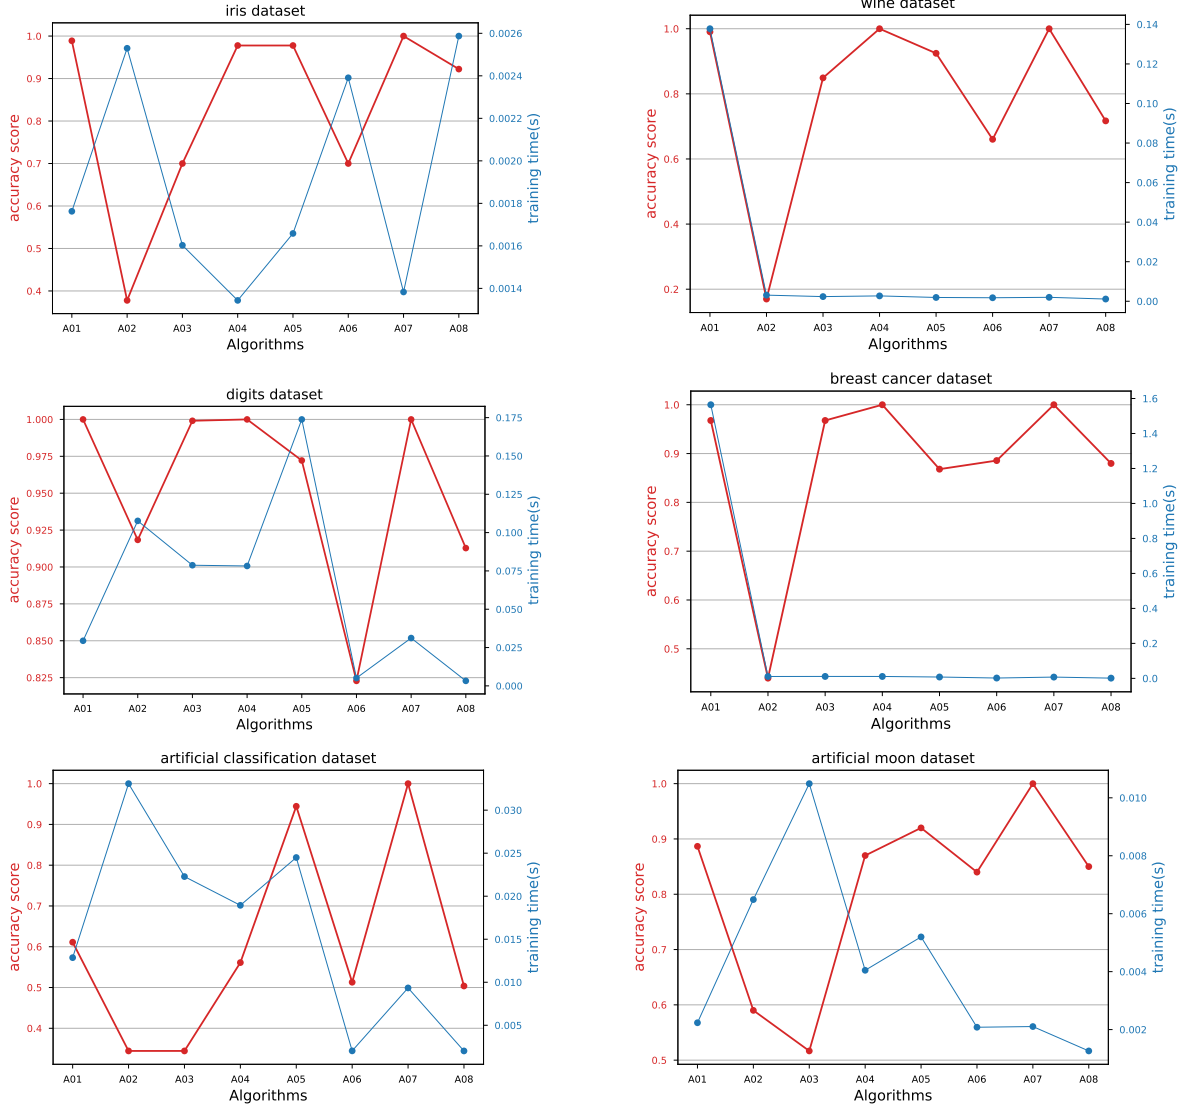 iris dataset
1.0
0.9
0.8
0.7
0.6
0.5
0.4
accuracy score
0.0026
0.0024
0.0022
0.0020
0.0018
0.0016
0.0014
training time(s)
A01 A02 A03 A04 A05 A06 A07 A08
Algorithms
wine dataset
1.0
0.8
0.6
0.4
0.2
accuracy score
0.14
0.12
0.10
0.08
0.06
0.04
0.02
0.00
training time(s)
A01 A02 A03 A04 A05 A06 A07 A08
Algorithms
digits dataset
1.000
0.975
0.950
0.925
0.900
0.875
0.850
0.825
accuracy score
0.175
0.150
0.125
0.100
0.075
0.050
0.025
0.000
training time(s)
A01 A02 A03 A04 A05 A06 A07 A08
Algorithms
breast cancer dataset
1.0
0.9
0.8
0.7
0.6
0.5
accuracy score
1.6
1.4
1.2
1.0
0.8
0.6
0.4
0.2
0.0
training time(s)
A01 A02 A03 A04 A05 A06 A07 A08
Algorithms
artificial classification dataset
1.0
0.9
0.8
0.7
0.6
0.5
0.4
accuracy score
0.030
0.025
0.020
0.015
0.010
0.005
training time(s)
A01 A02 A03 A04 A05 A06 A07 A08
Algorithms
artificial moon dataset
1.0
0.9
0.8
0.7
0.6
0.5
accuracy score
0.010
0.008
0.006
0.004
0.002
training time(s)
A01 A02 A03 A04 A05 A06 A07 A08
Algorithms